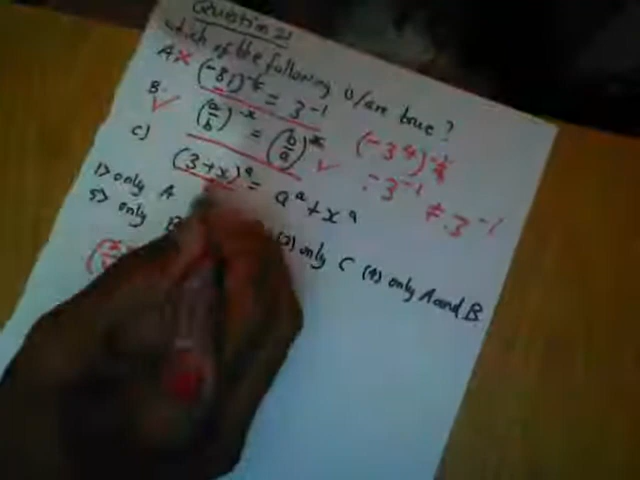 Question 21
which of the following is/are true?
A× (-81)^-¼ = 3^-1
B. ✓ (a/b)^-x = (b/a)^x ✓
(-3^4)^-¼
= -3^-1 ≠ 3^-1
c) (3+x)^a = a^a + x^a
1) only A (3) only C (4) only A and B
5) only